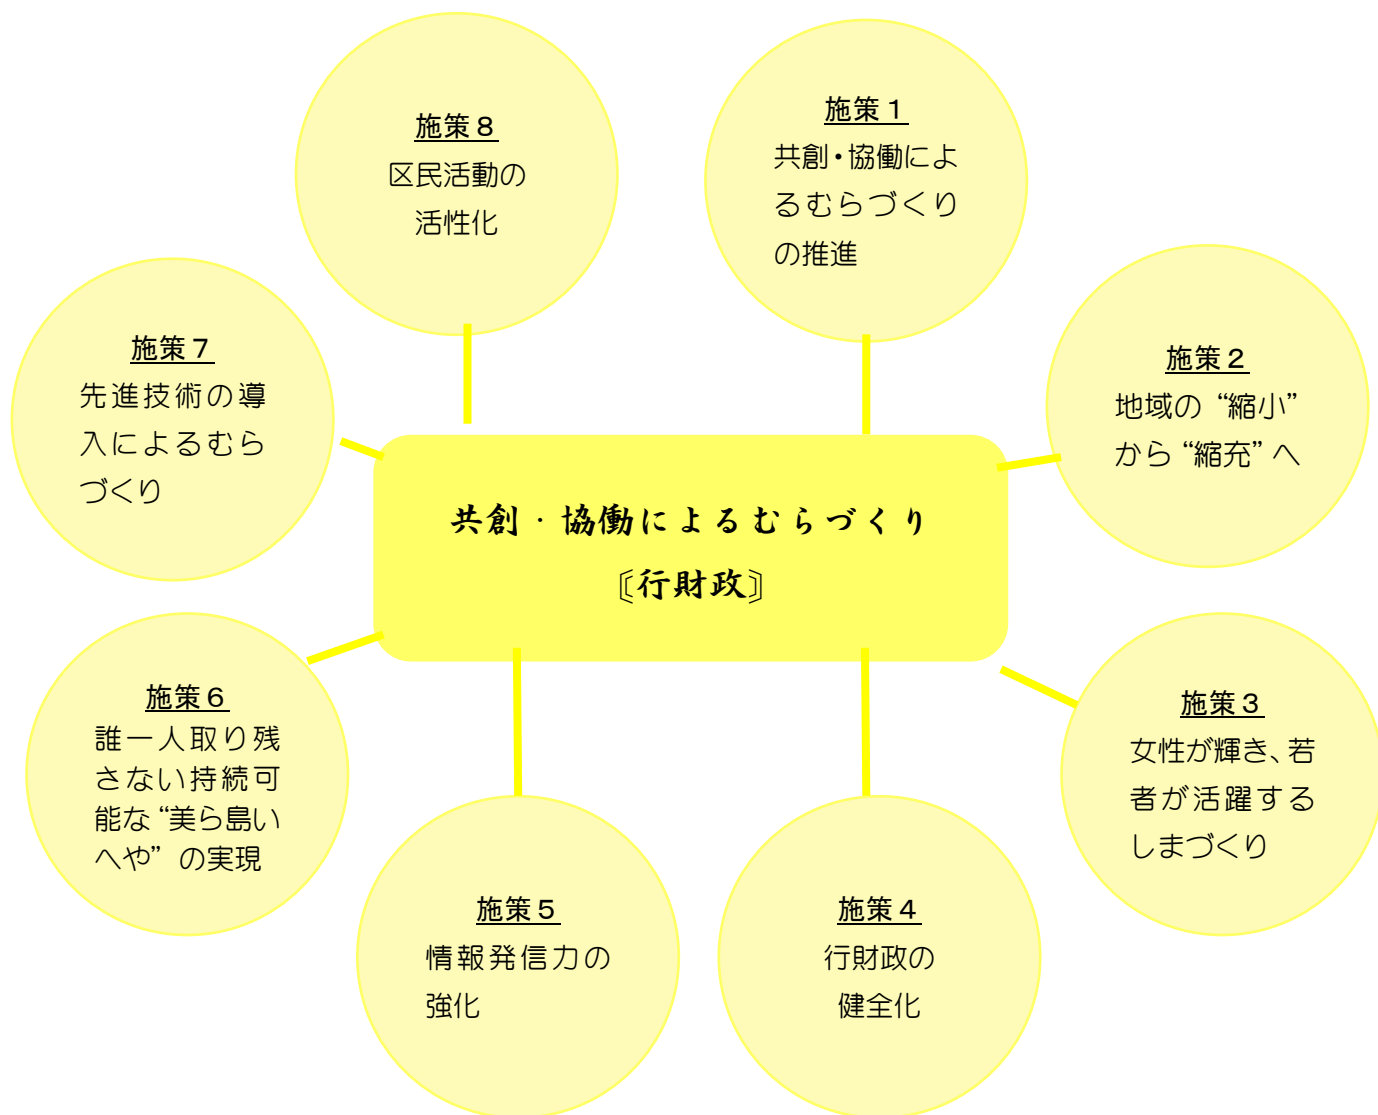 共創・協働によるむらづくり
〖行財政〗
施策１
共創・協働によ
るむらづくり
の推進
施策２
地域の“縮小”
から“縮充”へ
施策３
女性が輝き、若
者が活躍する
しまづくり
施策４
行財政の
健全化
施策５
情報発信力の
強化
施策６
誰一人取り残
さない持続可
能な“美ら島い
へや”の実現
施策７
先進技術の導
入によるむら
づくり
施策８
区民活動の
活性化